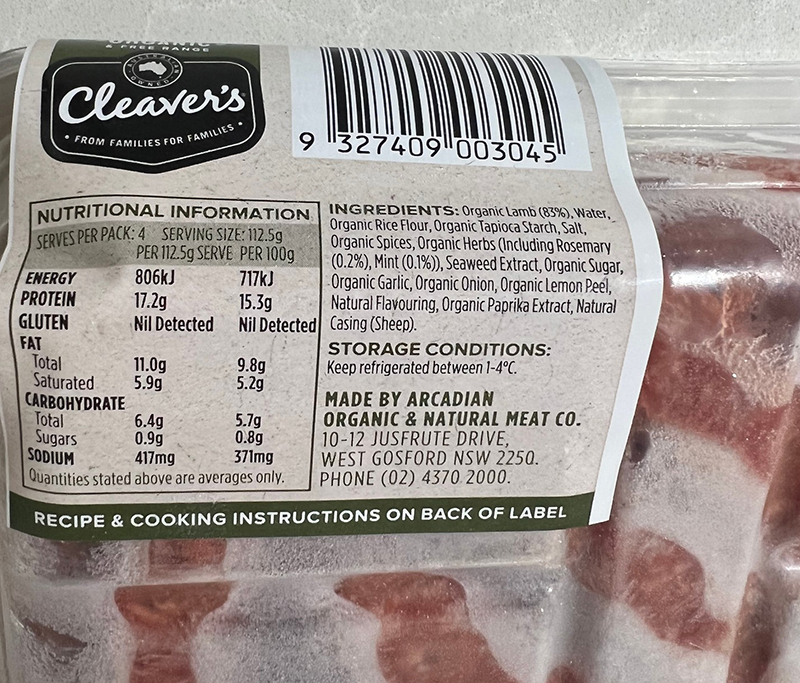 & FREE RANGE
AUSTRALIAN
OWNED
Cleaver's
• FROM FAMILIES FOR FAMILIES •
9 327409 003045
NUTRITIONAL INFORMATION
SERVES PER PACK: 4 SERVING SIZE: 112.5g
PER 112.5g SERVE PER 100g
ENERGY 806kJ 717kJ
PROTEIN 17.2g 15.3g
GLUTEN Nil Detected Nil Detected
FAT
Total 11.0g 9.8g
Saturated 5.9g 5.2g
CARBOHYDRATE
Total 6.4g 5.7g
Sugars 0.9g 0.8g
SODIUM 417mg 371mg
Quantities stated above are averages only.
INGREDIENTS: Organic Lamb (83%), Water,
Organic Rice Flour, Organic Tapioca Starch, Salt,
Organic Spices, Organic Herbs (Including Rosemary
(0.2%), Mint (0.1%)), Seaweed Extract, Organic Sugar,
Organic Garlic, Organic Onion, Organic Lemon Peel,
Natural Flavouring, Organic Paprika Extract, Natural
Casing (Sheep).
STORAGE CONDITIONS:
Keep refrigerated between 1-4°C.
MADE BY ARCADIAN
ORGANIC & NATURAL MEAT CO.
10-12 JUSFRUTE DRIVE,
WEST GOSFORD NSW 2250.
PHONE (02) 4370 2000.
RECIPE & COOKING INSTRUCTIONS ON BACK OF LABEL